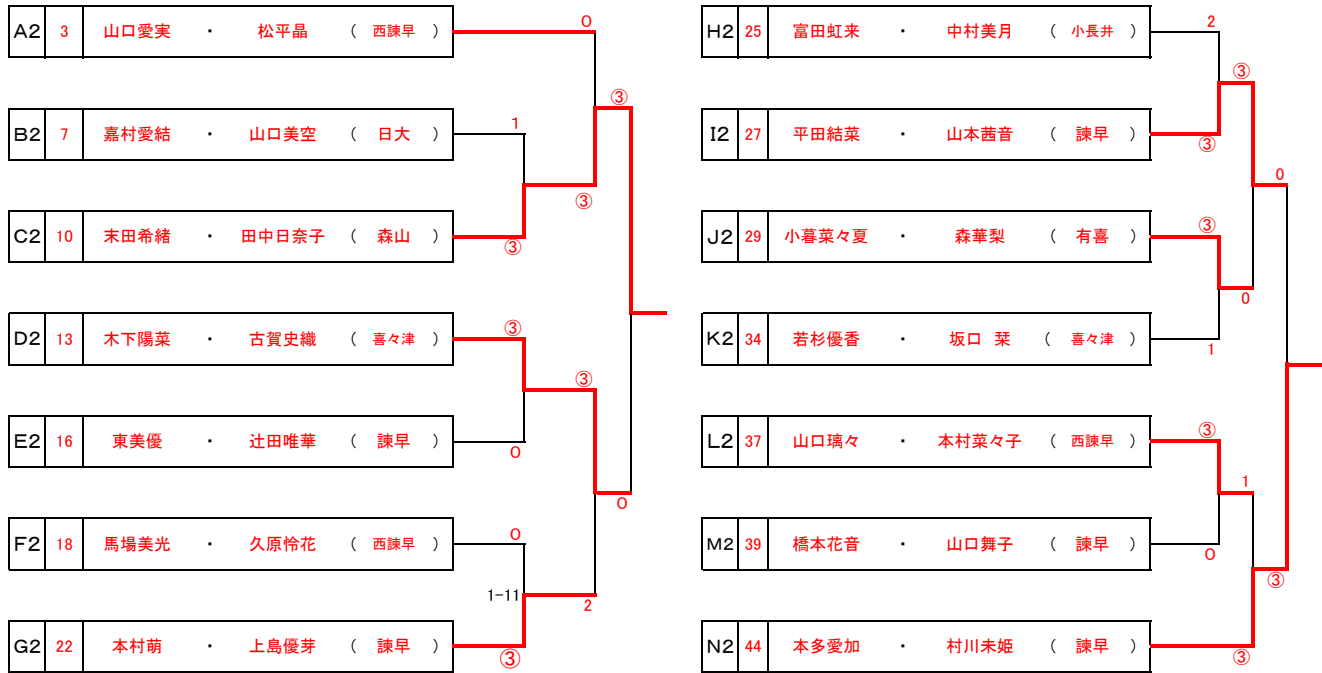 A2 3 山口愛実 ・ 松平晶 ( 西諫早 ) 0
③
B2 7 嘉村愛結 ・ 山口美空 ( 日大 ) 1
③
C2 10 末田希緒 ・ 田中日奈子 ( 森山 ) ③
D2 13 木下陽菜 ・ 古賀史織 ( 喜々津 ) ③
③
E2 16 東美優 ・ 辻田唯華 ( 諫早 ) 0
0
F2 18 馬場美光 ・ 久原怜花 ( 西諫早 ) 0
1-11 2
G2 22 本村萌 ・ 上島優芽 ( 諫早 ) ③
H2 25 富田虹来 ・ 中村美月 ( 小長井 ) 2
③
I2 27 平田結菜 ・ 山本茜音 ( 諫早 ) ③
0
J2 29 小暮菜々夏 ・ 森華梨 ( 有喜 ) ③
0
K2 34 若杉優香 ・ 坂口 栞 ( 喜々津 ) 1
L2 37 山口璃々 ・ 本村菜々子 ( 西諫早 ) ③
1
M2 39 橋本花音 ・ 山口舞子 ( 諫早 ) 0
③
N2 44 本多愛加 ・ 村川未姫 ( 諫早 ) ③